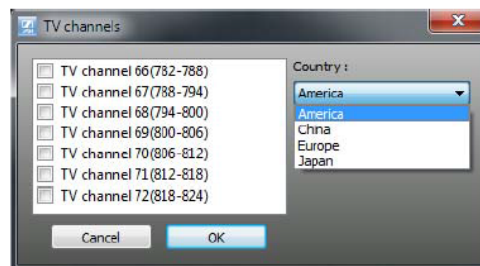 TV channels
TV channel 66(782-788)
TV channel 67(788-794)
TV channel 68(794-800)
TV channel 69(800-806)
TV channel 70(806-812)
TV channel 71(812-818)
TV channel 72(818-824)
Country :
America
America
China
Europe
Japan
Cancel
OK